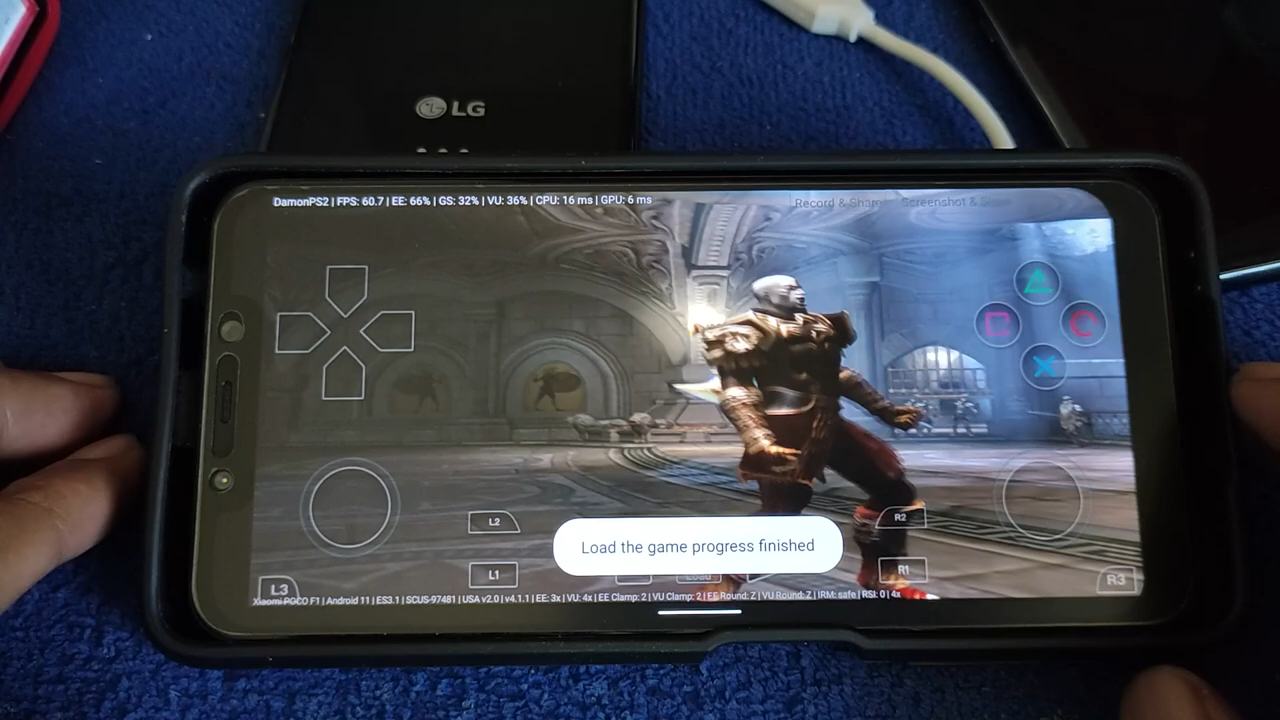 LG
DamonPS2 | FPS: 60.7 | EE: 66% | GS: 32% | VU: 36% | CPU: 16 ms | GPU: 6 ms
Record & Share
Screenshot &
L2
R2
Load the game progress finished
L1
Load
R1
L3
R3
Xiaomi POCO F1 | Android 11 | ES3.1 | SCUS-97481 | USA v2.0 | v4.1.1 | EE: 3x | VU: 4x | EE Clamp: 2 | VU Clamp: 2 | EE Round: Z | VU Round: Z | IRM: safe | RSI: 0 | 4x